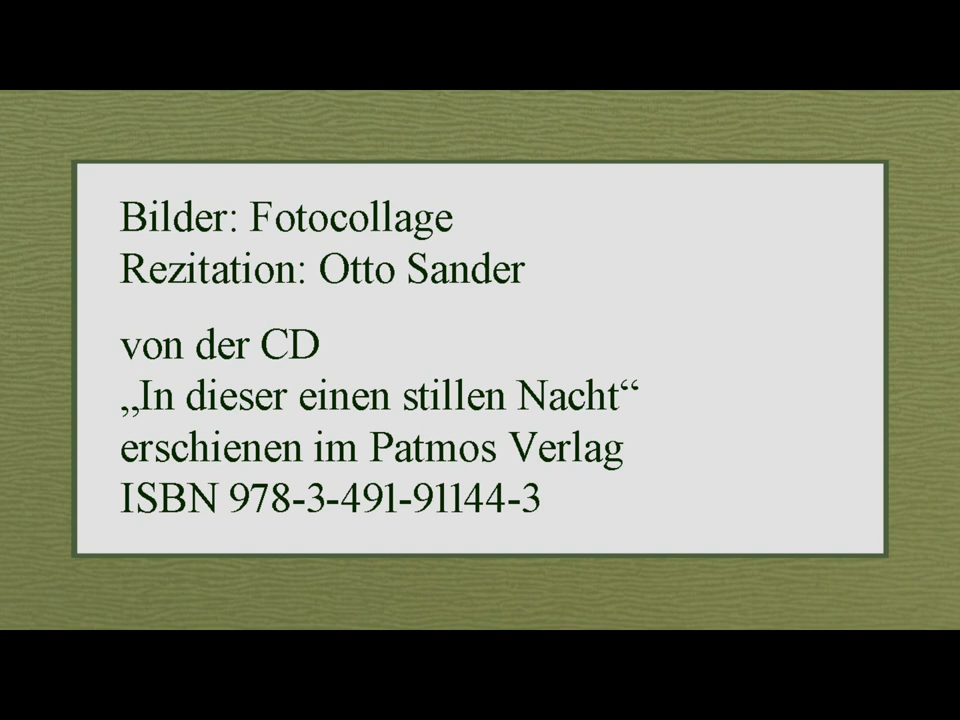 Bilder: Fotocollage
Rezitation: Otto Sander
von der CD
„In dieser einen stillen Nacht“
erschienen im Patmos Verlag
ISBN 978-3-491-91144-3